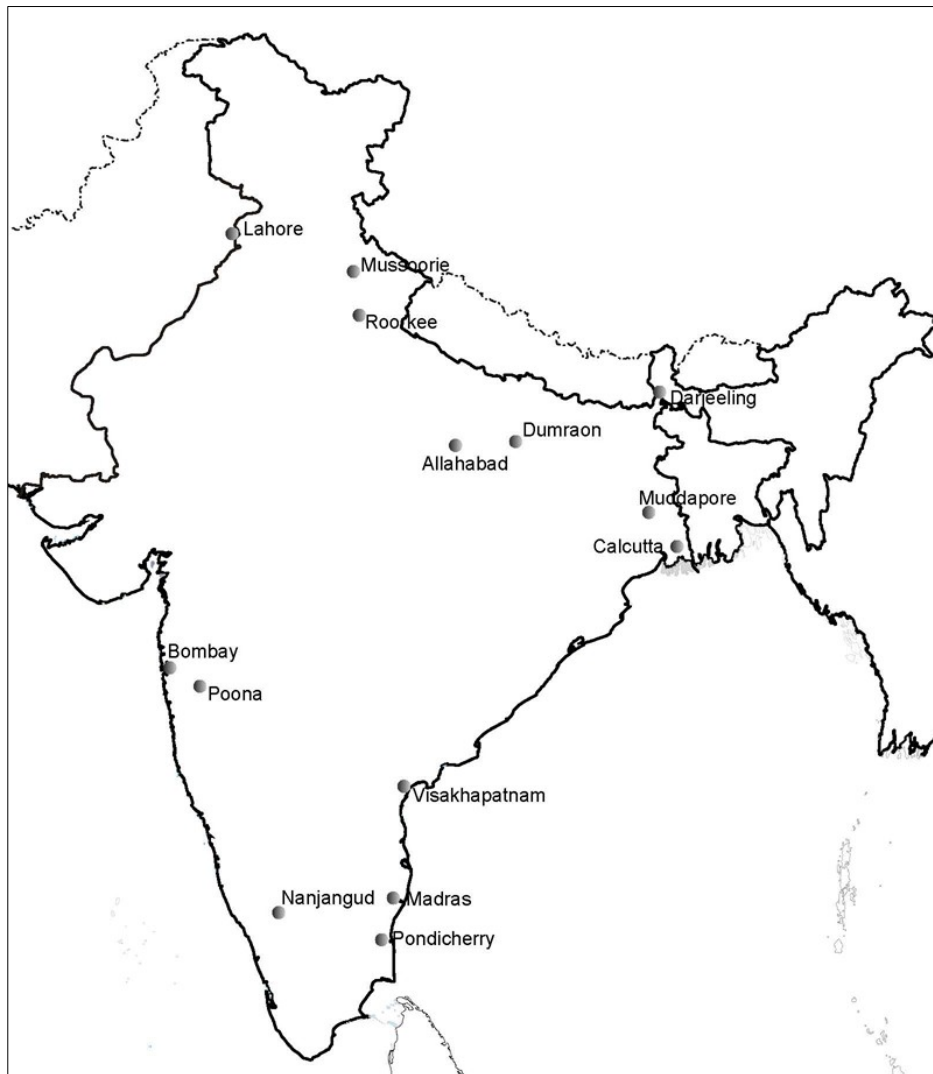 Lahore
Mussoorie
Roorkee
Darjeeling
Dumraon
Allahabad
Muddapore
Calcutta
Bombay
Poona
Visakhapatnam
Nanjangud
Madras
Pondicherry